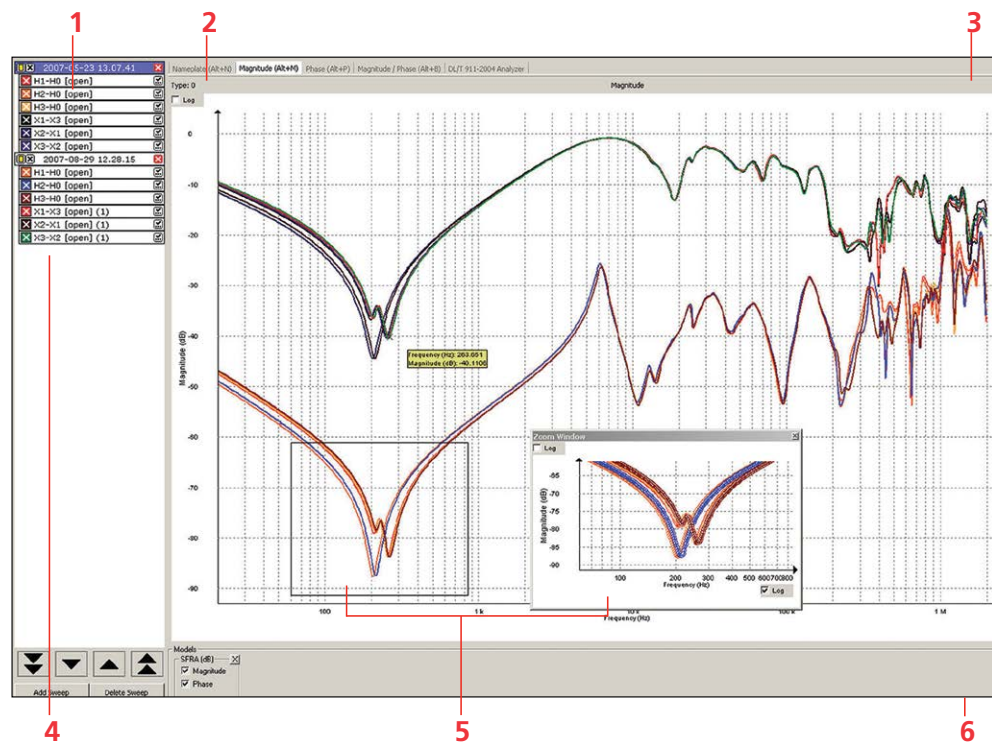 1 2 3
2007-05-23 13.07.41
H1-H0 [open]
H2-H0 [open]
H3-H0 [open]
X1-X3 [open]
X2-X1 [open]
X3-X2 [open]
2007-08-29 12.28.15
H1-H0 [open]
H2-H0 [open]
H3-H0 [open]
X1-X3 [open] (1)
X2-X1 [open] (1)
X3-X2 [open] (1)
Nameplate (Alt+N) Magnitude (Alt+M) Phase (Alt+P) Magnitude / Phase (Alt+B) DL/T 911-2004 Analyzer
Type: 0 Magnitude
Log
0
-10
-20
-30
-40
-50
-60
-70
-80
-90
Magnitude (dB)
Frequency (Hz): 263.051
Magnitude (dB): -40.1106
Zoom Window
Log
-65
-70
-75
-80
-85
-90
Magnitude (dB)
100 200 300 400 500 600 700 800
Frequency (Hz)
Log
100 1 k 10 k 100 k 1 M
Frequency (Hz)
Models
SFRA (dB)
Magnitude
Phase
Add Sweep Delete Sweep
4 5 6